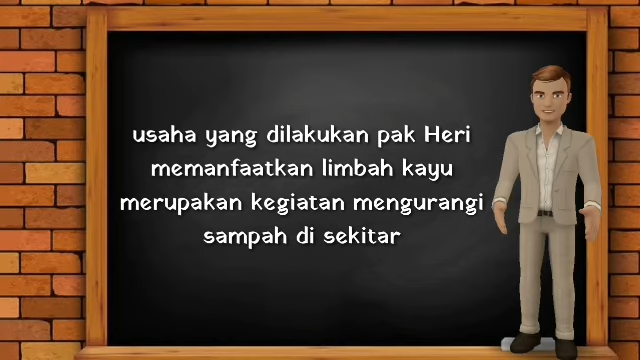 usaha yang dilakukan pak Heri
memanfaatkan limbah kayu
merupakan kegiatan mengurangi
sampah di sekitar